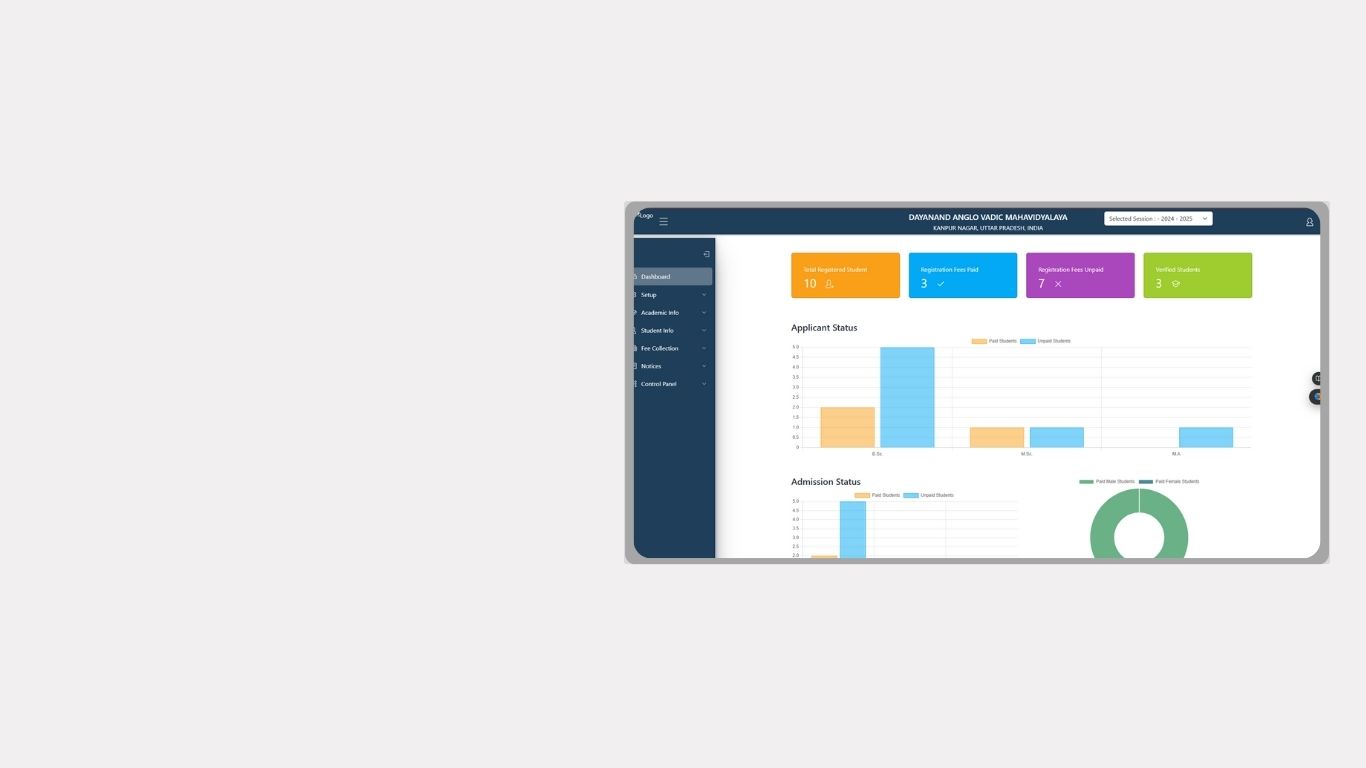 Logo
DAYANAND ANGLO VADIC MAHAVIDYALAYA
KANPUR NAGAR, UTTAR PRADESH, INDIA
Selected Session : - 2024 - 2025
Dashboard
Setup
Academic Info
Student Info
Fee Collection
Notices
Control Panel
Total Registered Student
10
Registration Fees Paid
3
Registration Fees Unpaid
7
Verified Students
3
Applicant Status
Paid Students Unpaid Students
5.0
4.5
4.0
3.5
3.0
2.5
2.0
1.5
1.0
0.5
0
B.Sc. M.Sc. M.A.
Admission Status
Paid Students Unpaid Students
5.0
4.5
4.0
3.5
3.0
2.5
2.0
Paid Male Students Paid Female Students